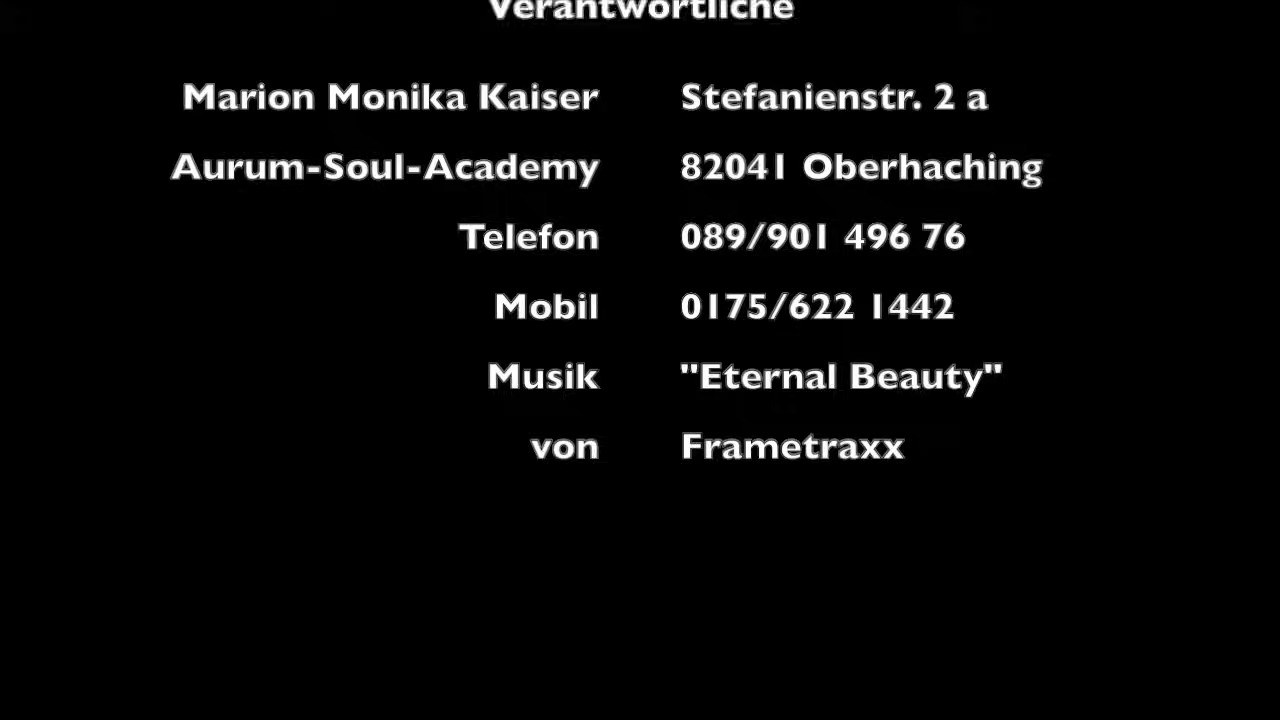 Verantwortliche
Marion Monika Kaiser Stefanienstr. 2 a
Aurum-Soul-Academy 82041 Oberhaching
Telefon 089/901 496 76
Mobil 0175/622 1442
Musik "Eternal Beauty"
von Frametraxx